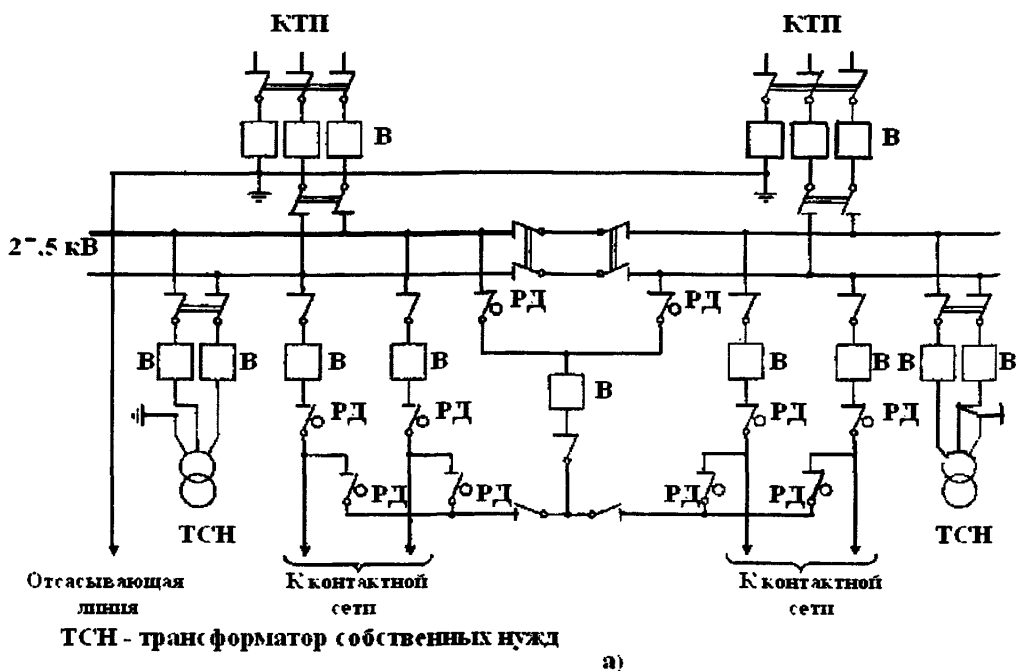 КТП
КТП
В
В
27.5 кВ
РД
РД
В
В
В
В
В
В
В
В
В
РД
РД
РД
РД
РД
РД
РД
РД
ТСН
ТСН
Отсасывающая
линия
К контактной
сети
К контактной
сети
ТСН - трансформатор собственных нужд
а)